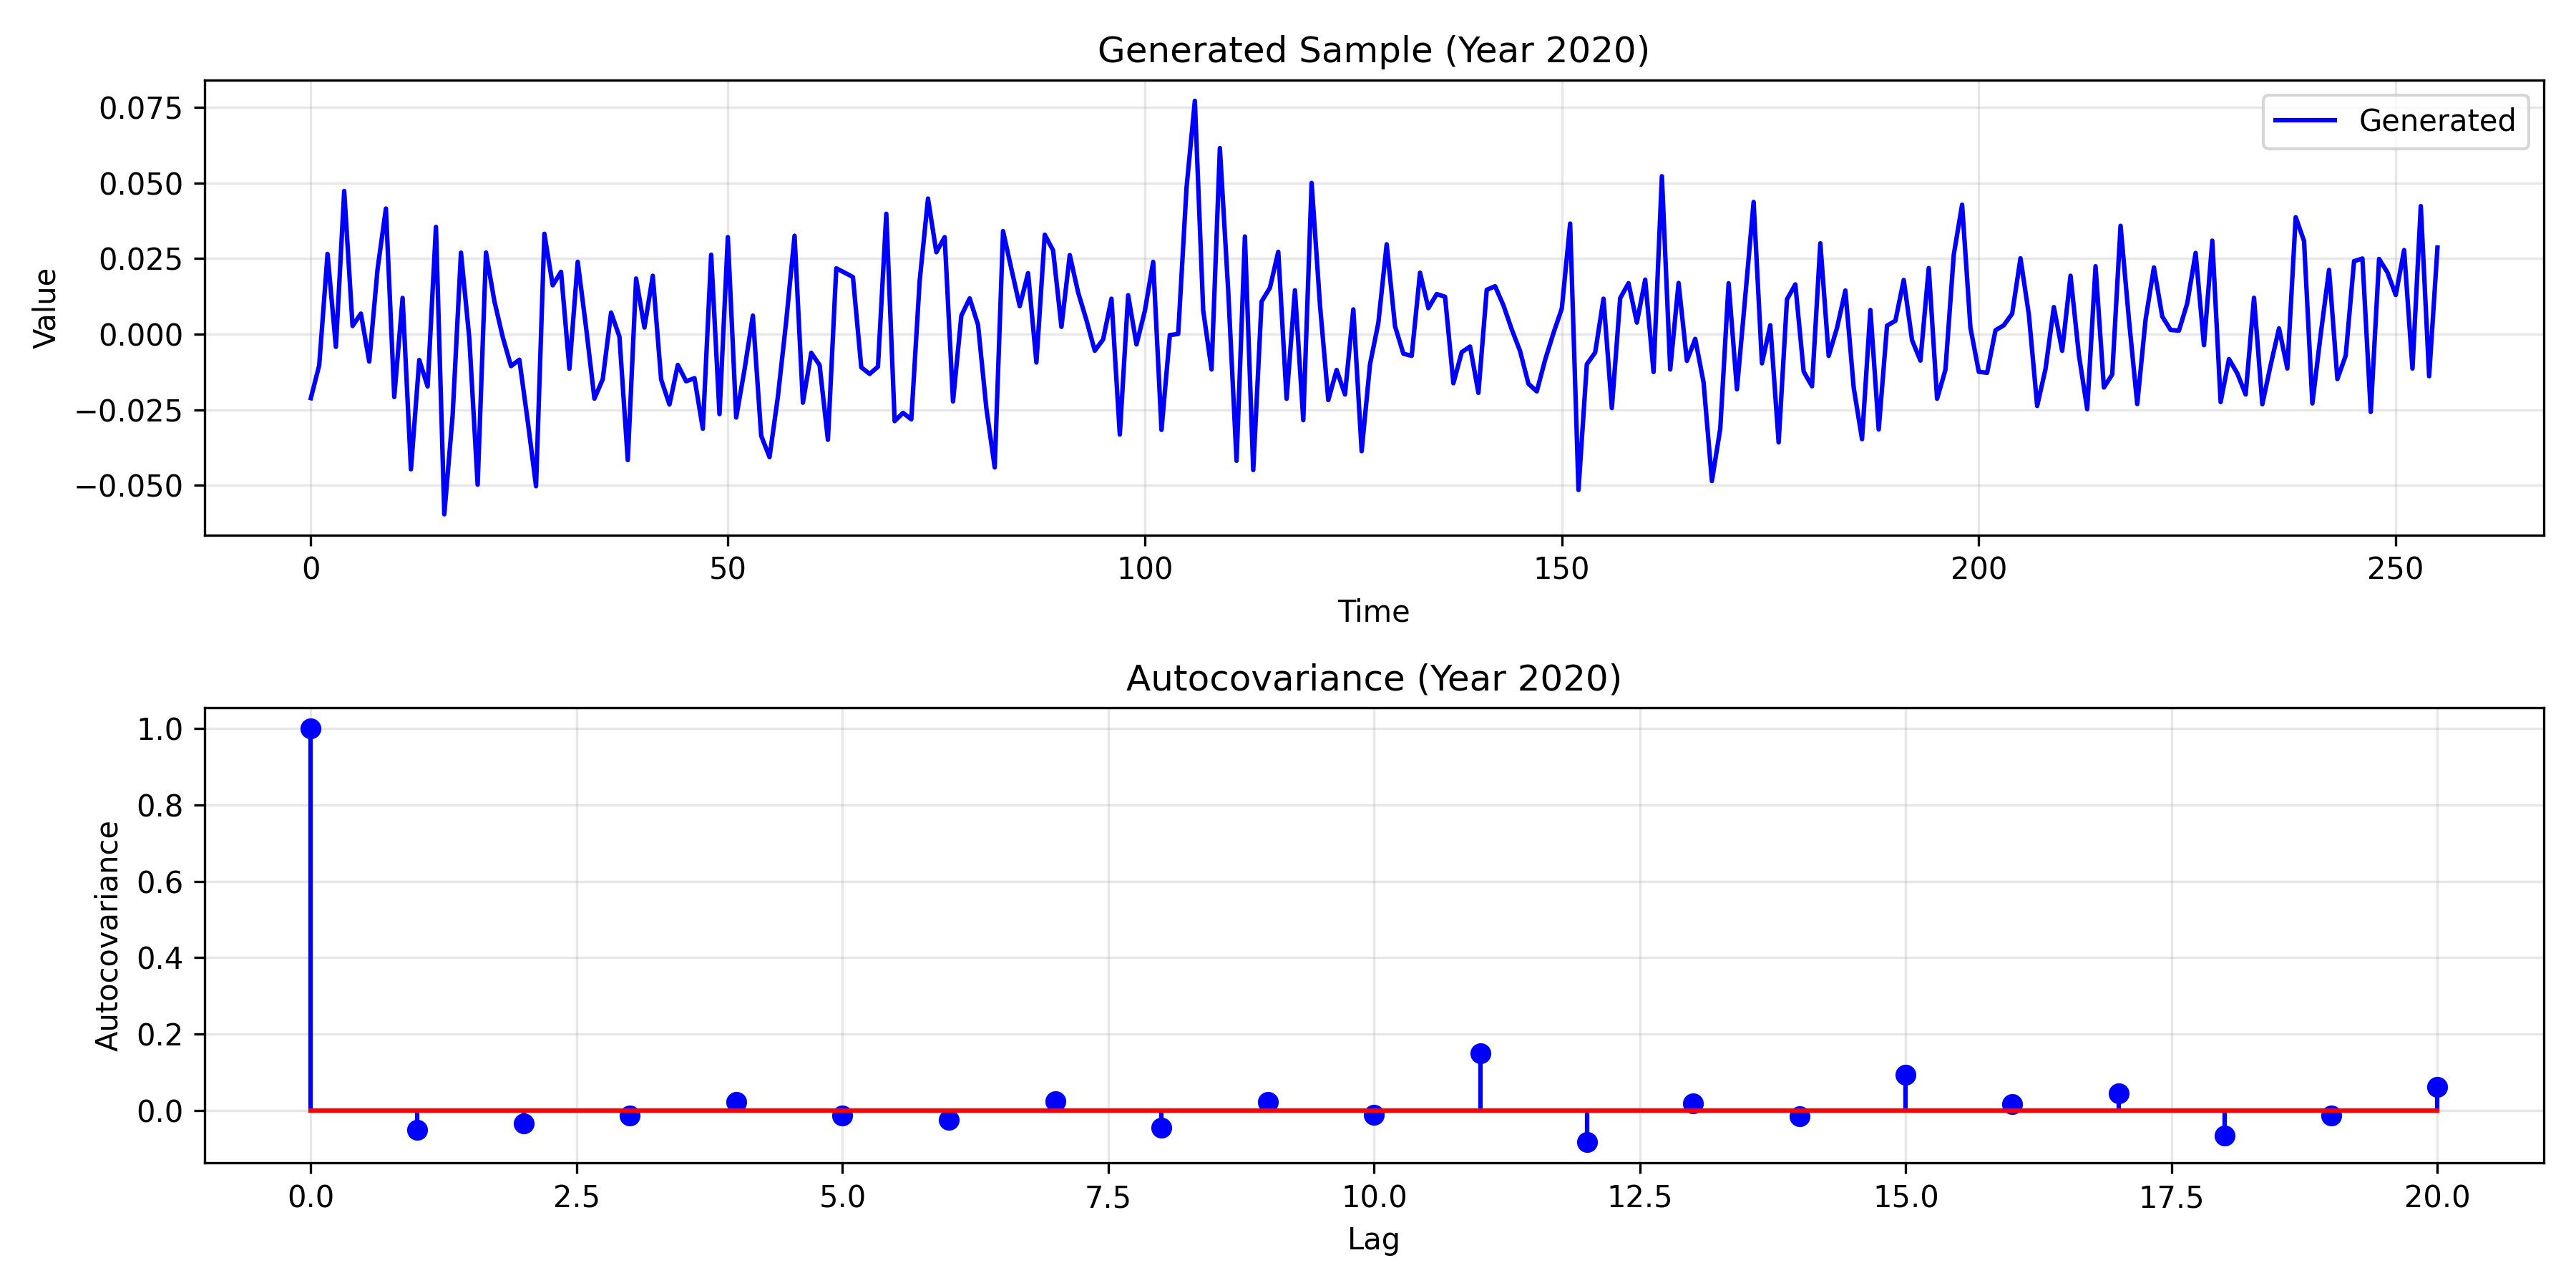 Generated Sample (Year 2020)
0.075
0.050
0.025
0.000
−0.025
−0.050
Value
Generated
0 50 100 150 200 250
Time
Autocovariance (Year 2020)
1.0
0.8
0.6
0.4
0.2
0.0
Autocovariance
0.0 2.5 5.0 7.5 10.0 12.5 15.0 17.5 20.0
Lag